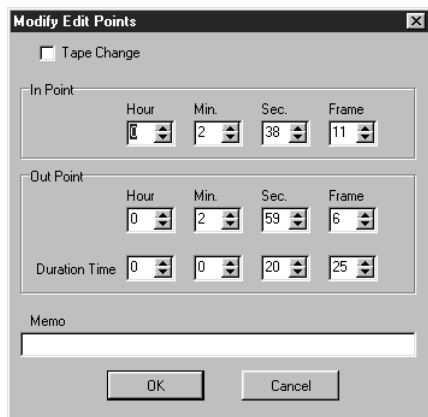 Modify Edit Points
Tape Change
In Point
Hour Min. Sec. Frame
0 2 38 11
Out Point
Hour Min. Sec. Frame
0 2 59 6
Duration Time 0 0 20 25
Memo
OK Cancel